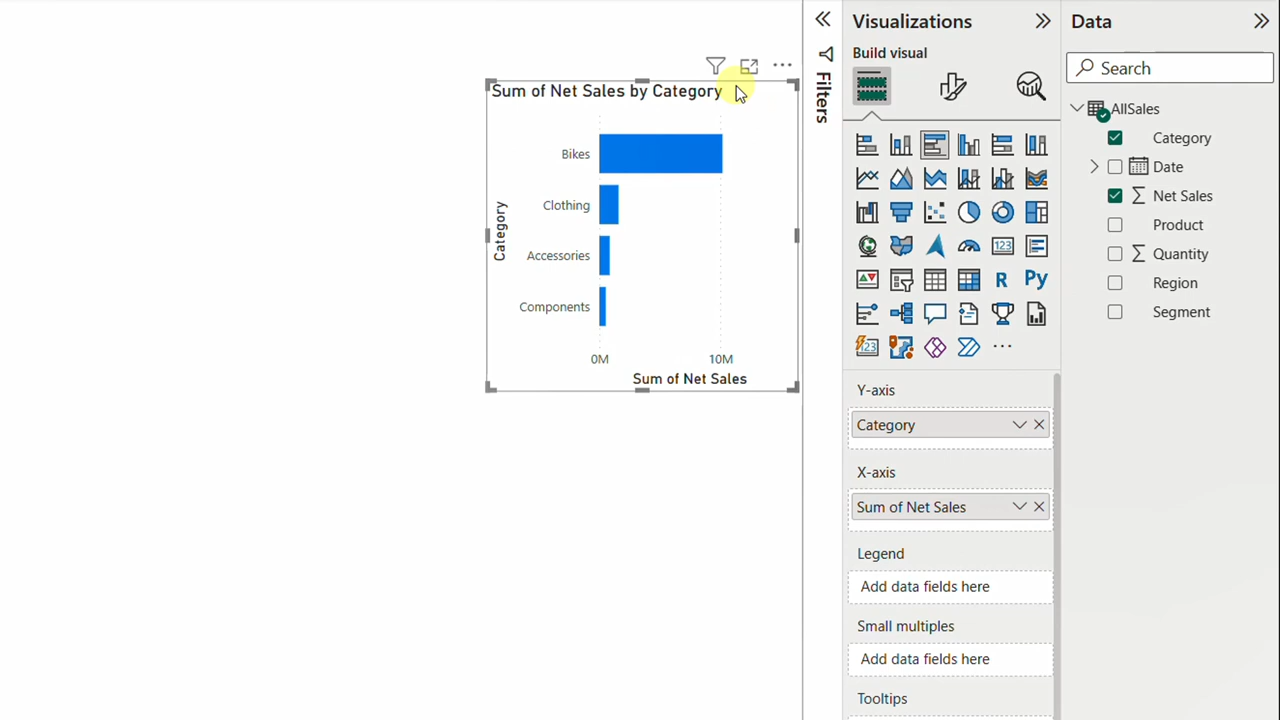 Sum of Net Sales by Category
Bikes
Clothing
Accessories
Components
Category
0M
10M
Sum of Net Sales
Filters
Visualizations
Build visual
123
R
Py
123
Y-axis
Category
X-axis
Sum of Net Sales
Legend
Add data fields here
Small multiples
Add data fields here
Tooltips
Data
Search
AllSales
Category
Date
Net Sales
Product
Quantity
Region
Segment